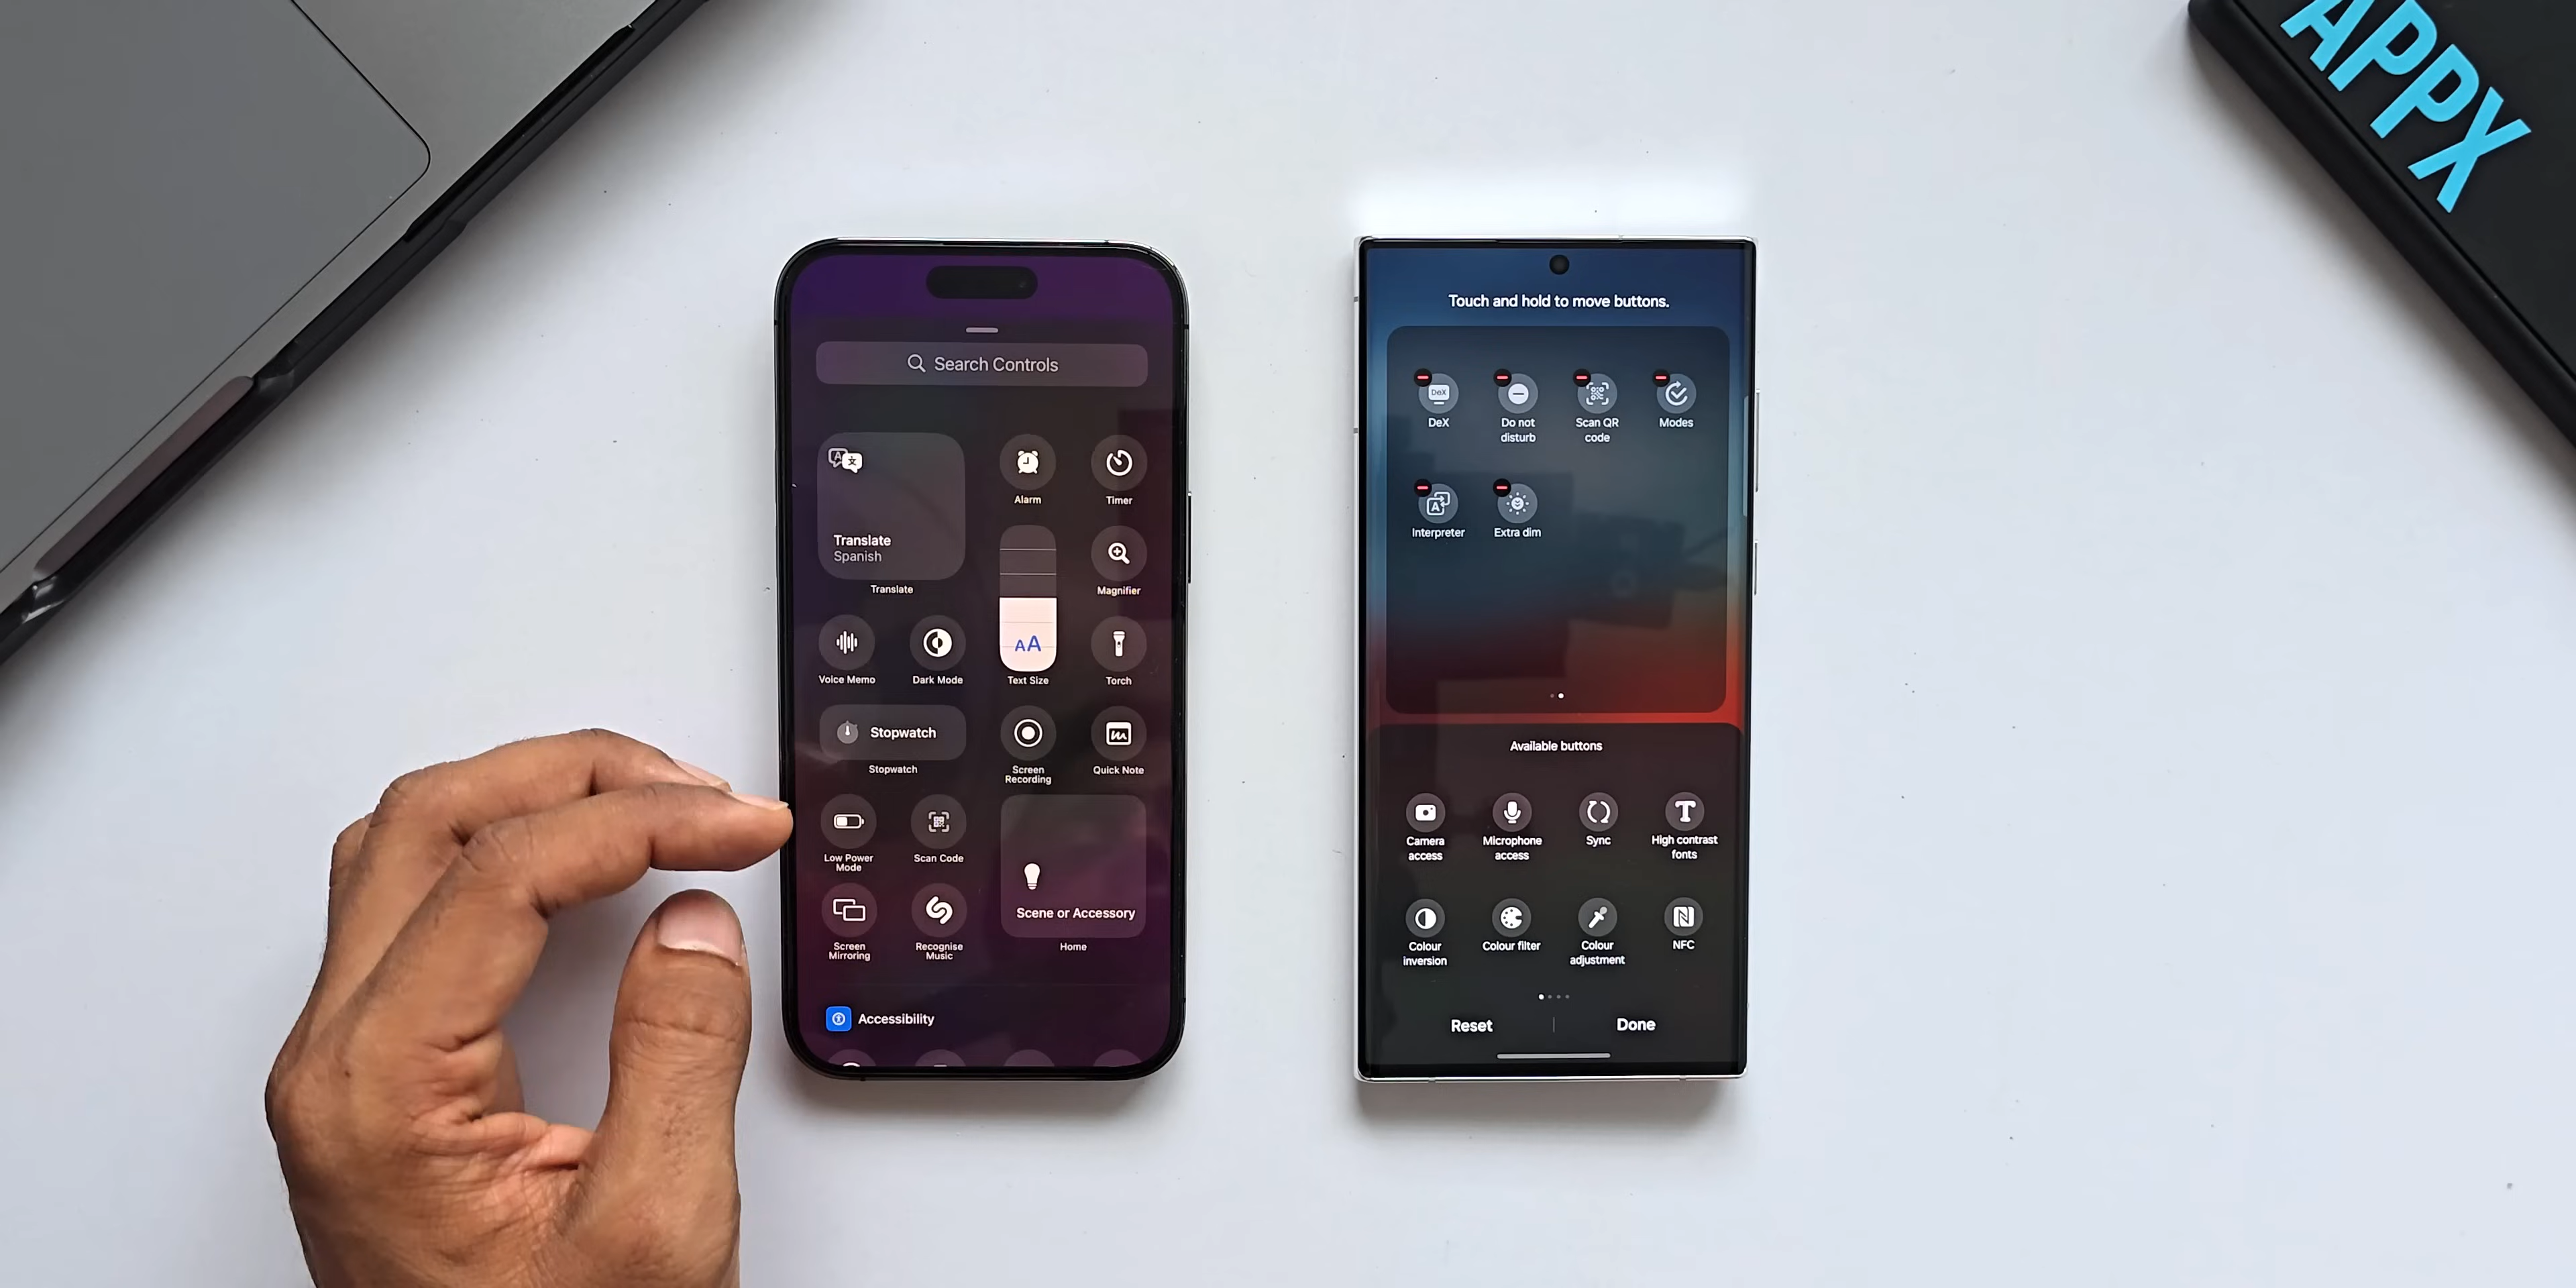 APPX
Search Controls
Translate
Spanish
Translate
Alarm
Timer
Magnifier
Voice Memo
Dark Mode
AA
Text Size
Torch
Stopwatch
Stopwatch
Screen
Recording
Quick Note
Low Power
Mode
Scan Code
Screen
Mirroring
Recognise
Music
Scene or Accessory
Home
Accessibility
Touch and hold to move buttons.
DeX
DeX
Do not
disturb
Scan QR
code
Modes
A
Interpreter
Extra dim
Available buttons
Camera
access
Microphone
access
Sync
T
High contrast
fonts
Colour
inversion
Colour filter
Colour
adjustment
N
NFC
Reset
Done